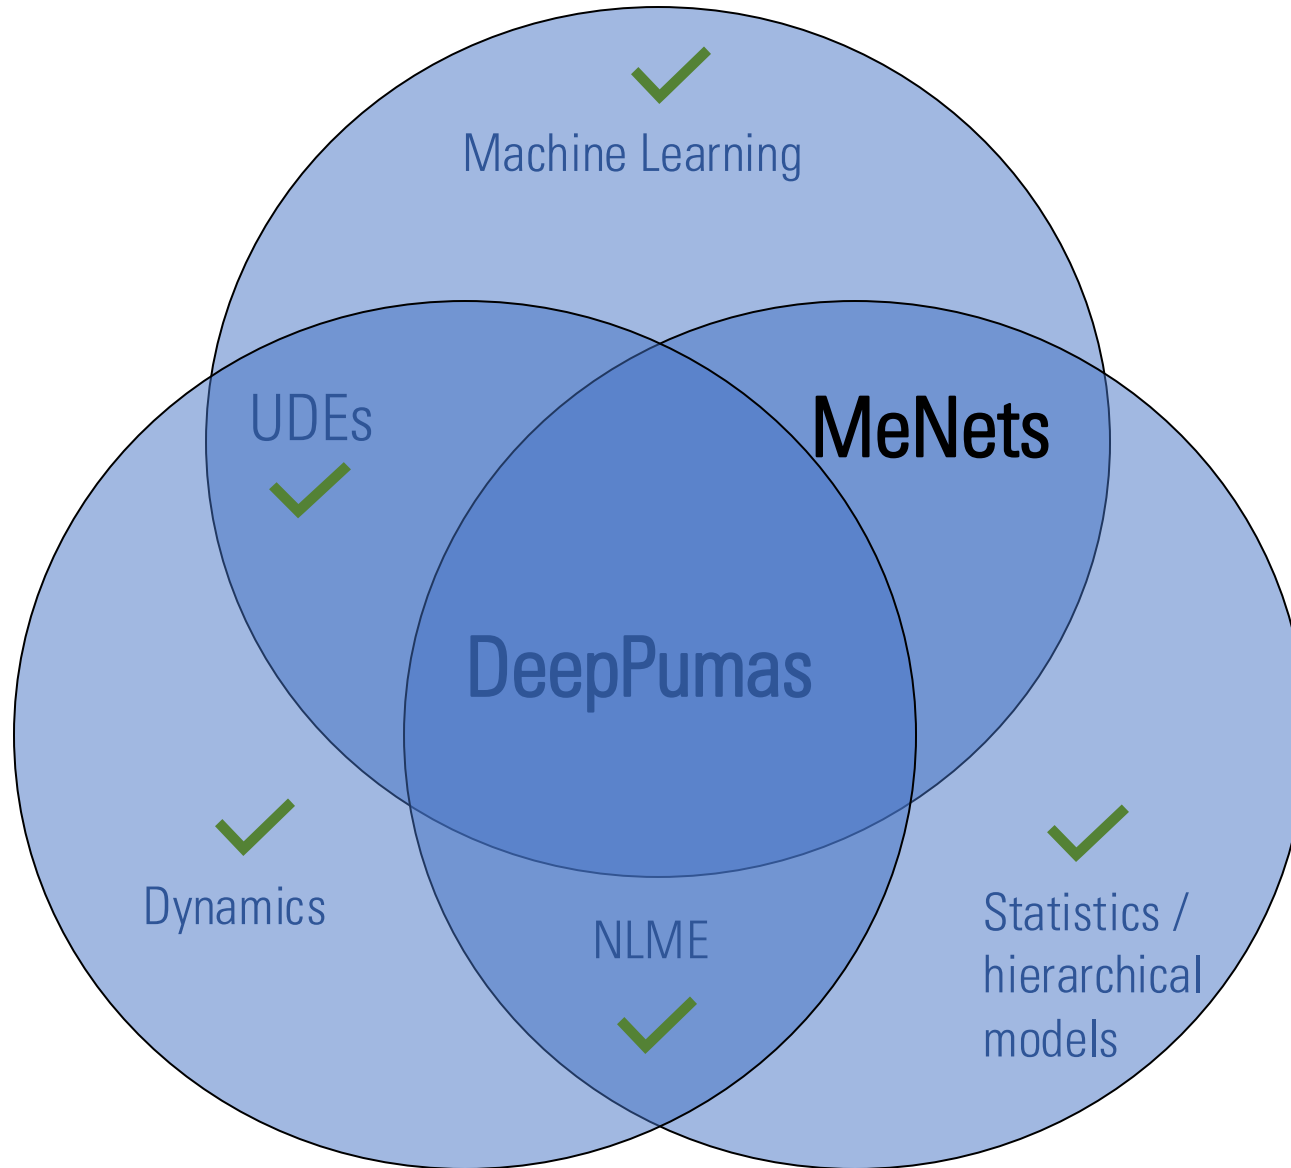 Machine Learning
UDEs
MeNets
DeepPumas
Dynamics
NLME
Statistics /
hierarchical
models